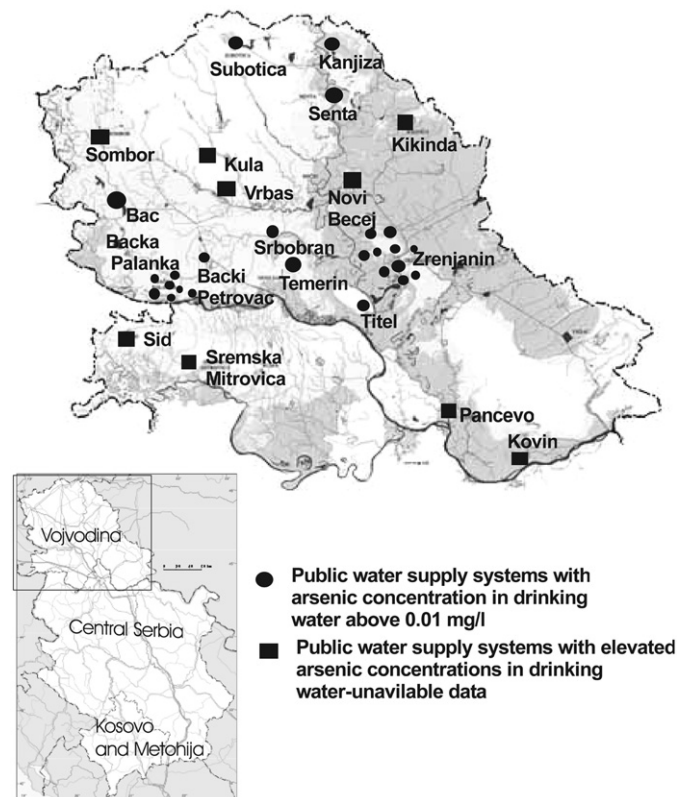 Subotica
Kanjiza
Senta
Sombor
Kula
Kikinda
Vrbas
Novi
Becej
Bac
Backa
Palanka
Backi
Petrovac
Srbobran
Temerin
Zrenjanin
Titel
Sid
Sremska
Mitrovica
Pancevo
Kovin
Vojvodina
Central Serbia
Kosovo
and Metohija
Public water supply systems with
arsenic concentration in drinking
water above 0.01 mg/l
Public water supply systems with elevated
arsenic concentrations in drinking
water-unavilable data